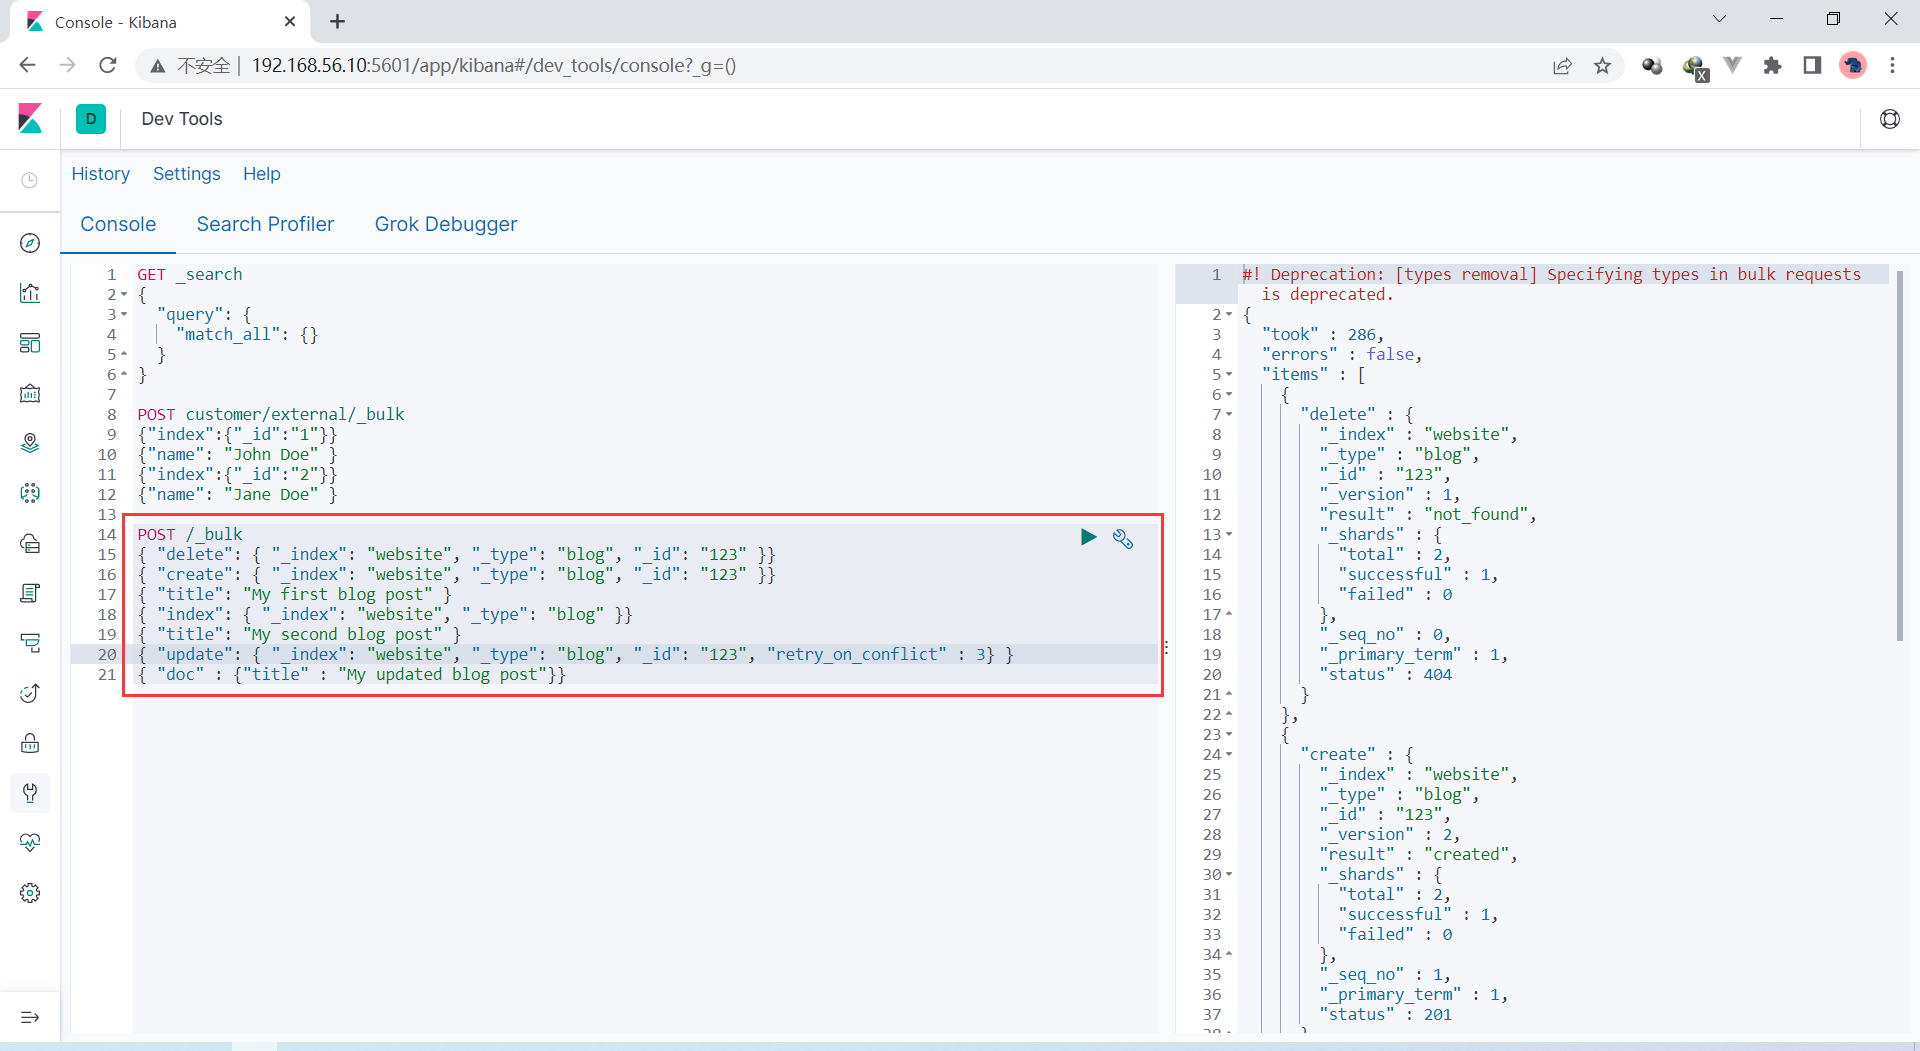 Console - Kibana
不安全 | 192.168.56.10:5601/app/kibana#/dev_tools/console?_g=()
D
Dev Tools
History Settings Help
Console Search Profiler Grok Debugger
1 GET _search
2 {
3 "query": {
4 "match_all": {}
5 }
6 }
7
8 POST customer/external/_bulk
9 {"index":{"_id":"1"}}
10 {"name": "John Doe" }
11 {"index":{"_id":"2"}}
12 {"name": "Jane Doe" }
13
14 POST /_bulk
15 { "delete": { "_index": "website", "_type": "blog", "_id": "123" }}
16 { "create": { "_index": "website", "_type": "blog", "_id": "123" }}
17 { "title": "My first blog post" }
18 { "index": { "_index": "website", "_type": "blog" }}
19 { "title": "My second blog post" }
20 { "update": { "_index": "website", "_type": "blog", "_id": "123", "retry_on_conflict" : 3} }
21 { "doc" : {"title" : "My updated blog post"}}
1 #! Deprecation: [types removal] Specifying types in bulk requests
is deprecated.
2 {
3 "took" : 286,
4 "errors" : false,
5 "items" : [
6 {
7 "delete" : {
8 "_index" : "website",
9 "_type" : "blog",
10 "_id" : "123",
11 "_version" : 1,
12 "result" : "not_found",
13 "_shards" : {
14 "total" : 2,
15 "successful" : 1,
16 "failed" : 0
17 },
18 "_seq_no" : 0,
19 "_primary_term" : 1,
20 "status" : 404
21 }
22 },
23 {
24 "create" : {
25 "_index" : "website",
26 "_type" : "blog",
27 "_id" : "123",
28 "_version" : 2,
29 "result" : "created",
30 "_shards" : {
31 "total" : 2,
32 "successful" : 1,
33 "failed" : 0
34 },
35 "_seq_no" : 1,
36 "_primary_term" : 1,
37 "status" : 201
38 }